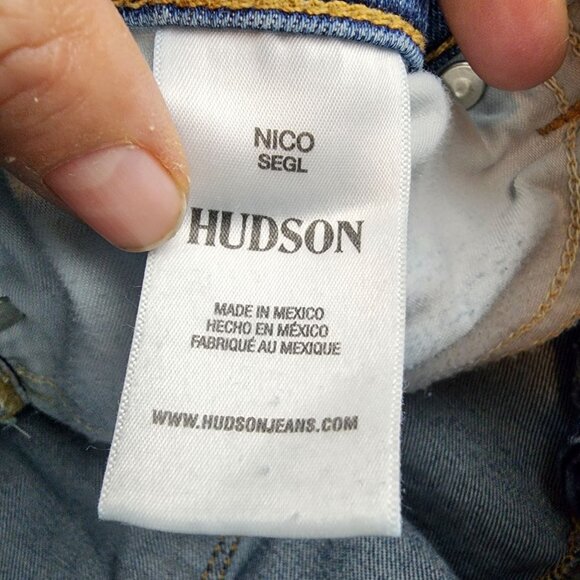 NICO
SEGL
HUDSON
MADE IN MEXICO
HECHO EN MÉXICO
FABRIQUÉ AU MEXIQUE
WWW.HUDSONJEANS.COM